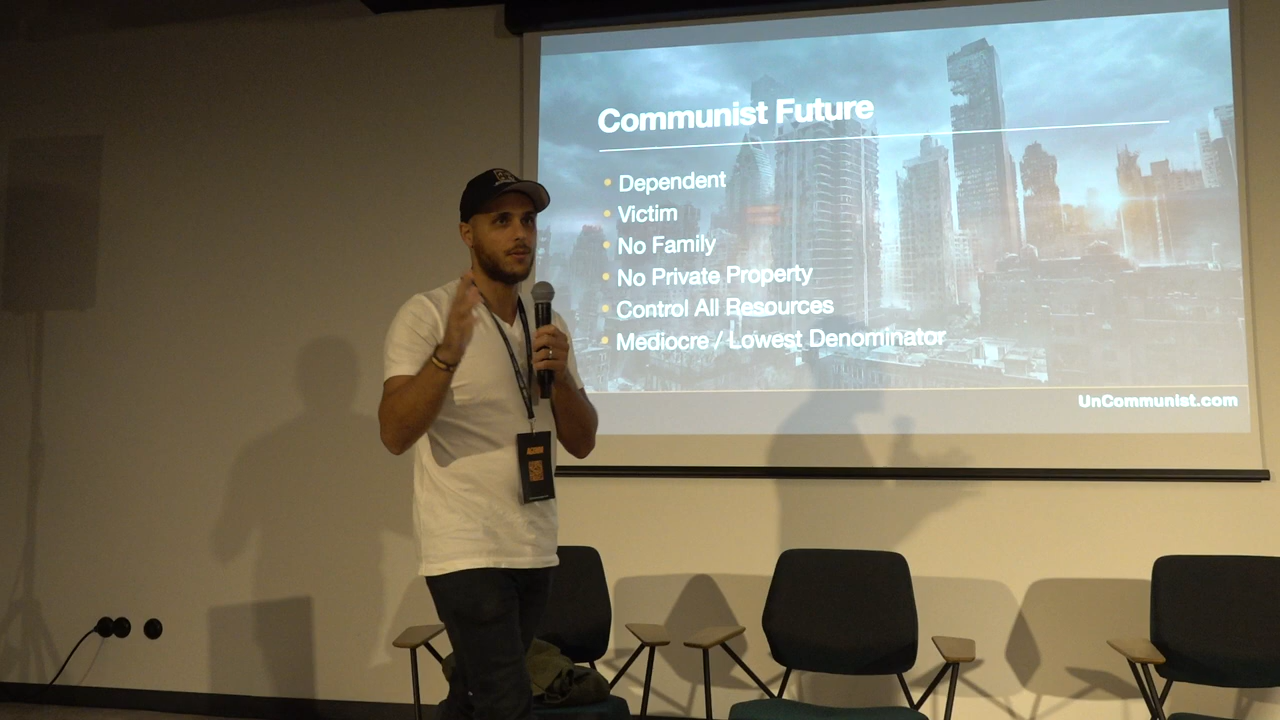 Communist Future
• Dependent
• Victim
• No Family
• No Private Property
• Control All Resources
• Mediocre / Lowest Denominator
UnCommunist.com